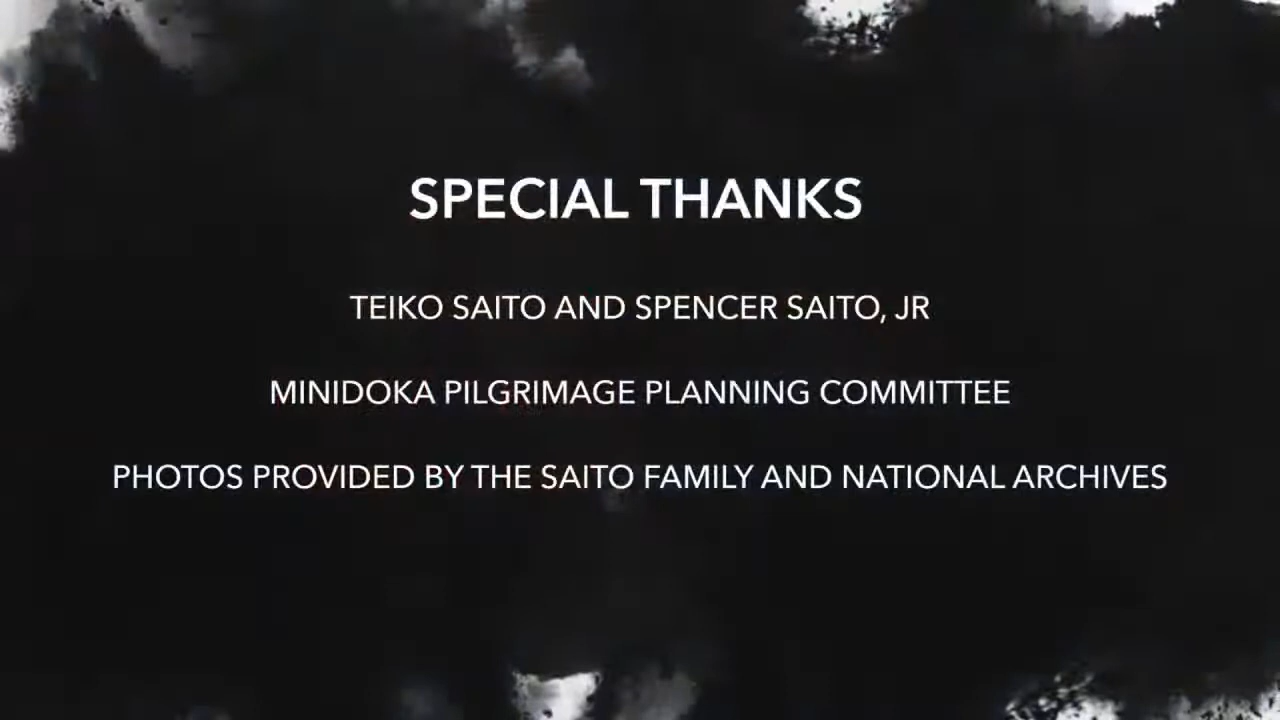 SPECIAL THANKS
TEIKO SAITO AND SPENCER SAITO, JR
MINIDOKA PILGRIMAGE PLANNING COMMITTEE
PHOTOS PROVIDED BY THE SAITO FAMILY AND NATIONAL ARCHIVES